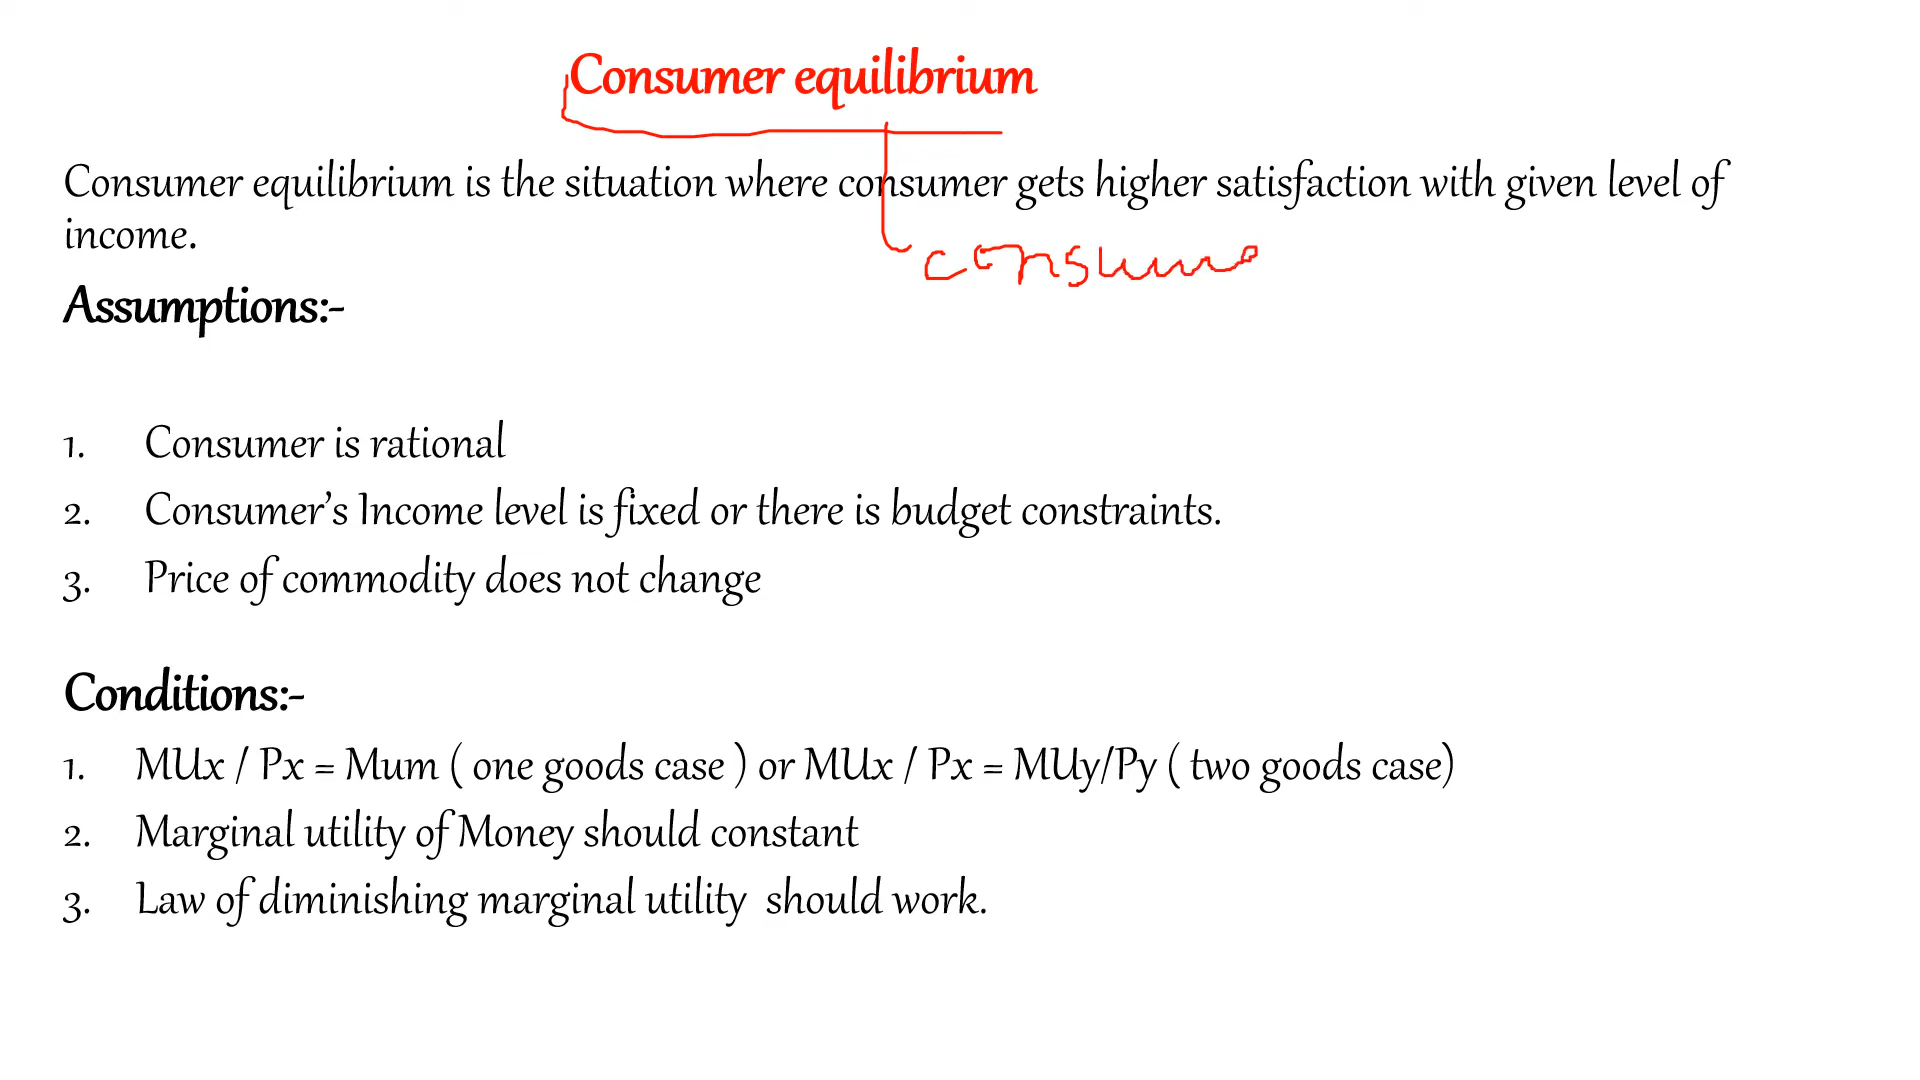 Consumer equilibrium
Consumer equilibrium is the situation where consumer gets higher satisfaction with given level of
income.
consume
Assumptions:-
1. Consumer is rational
2. Consumer’s Income level is fixed or there is budget constraints.
3. Price of commodity does not change
Conditions:-
1. MUx / Px = Mum ( one goods case ) or MUx / Px = MUy/Py ( two goods case)
2. Marginal utility of Money should constant
3. Law of diminishing marginal utility  should work.